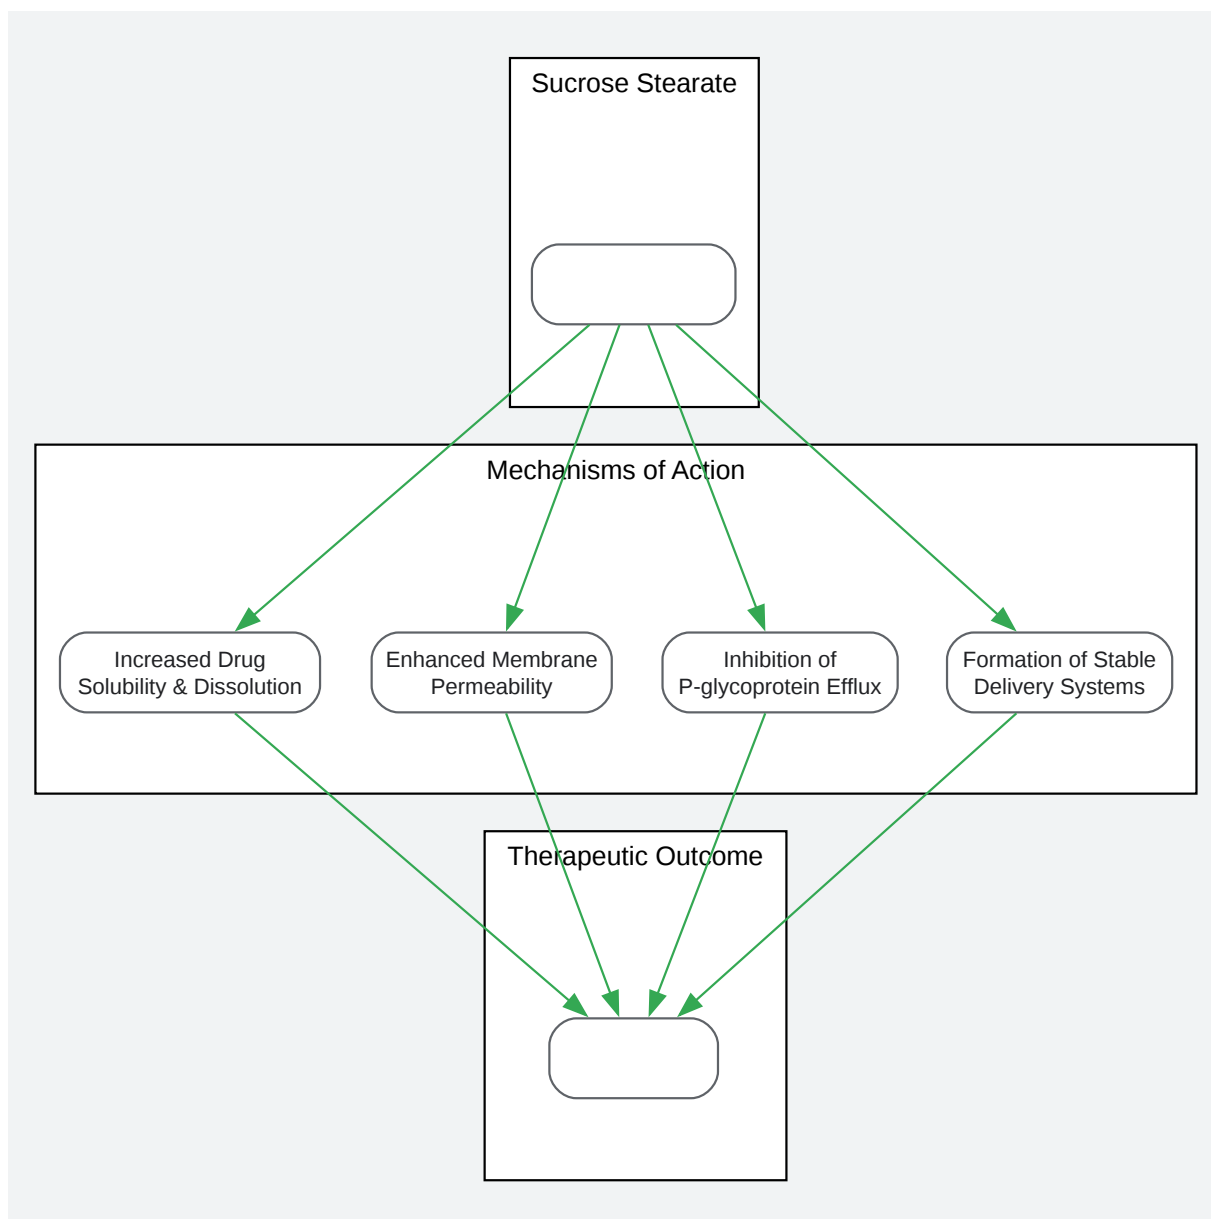 Sucrose Stearate
Mechanisms of Action
Increased Drug
Solubility & Dissolution
Enhanced Membrane
Permeability
Inhibition of
P-glycoprotein Efflux
Formation of Stable
Delivery Systems
Therapeutic Outcome